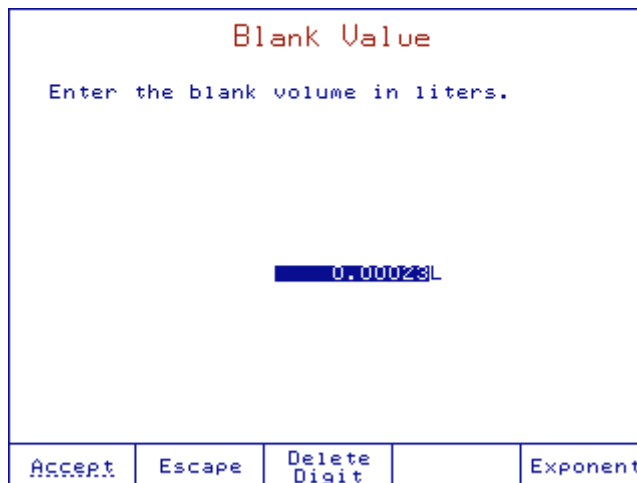 Blank Value
Enter the blank volume in liters.
0.00023L
Accept
Escape
Delete
Digit
Exponent